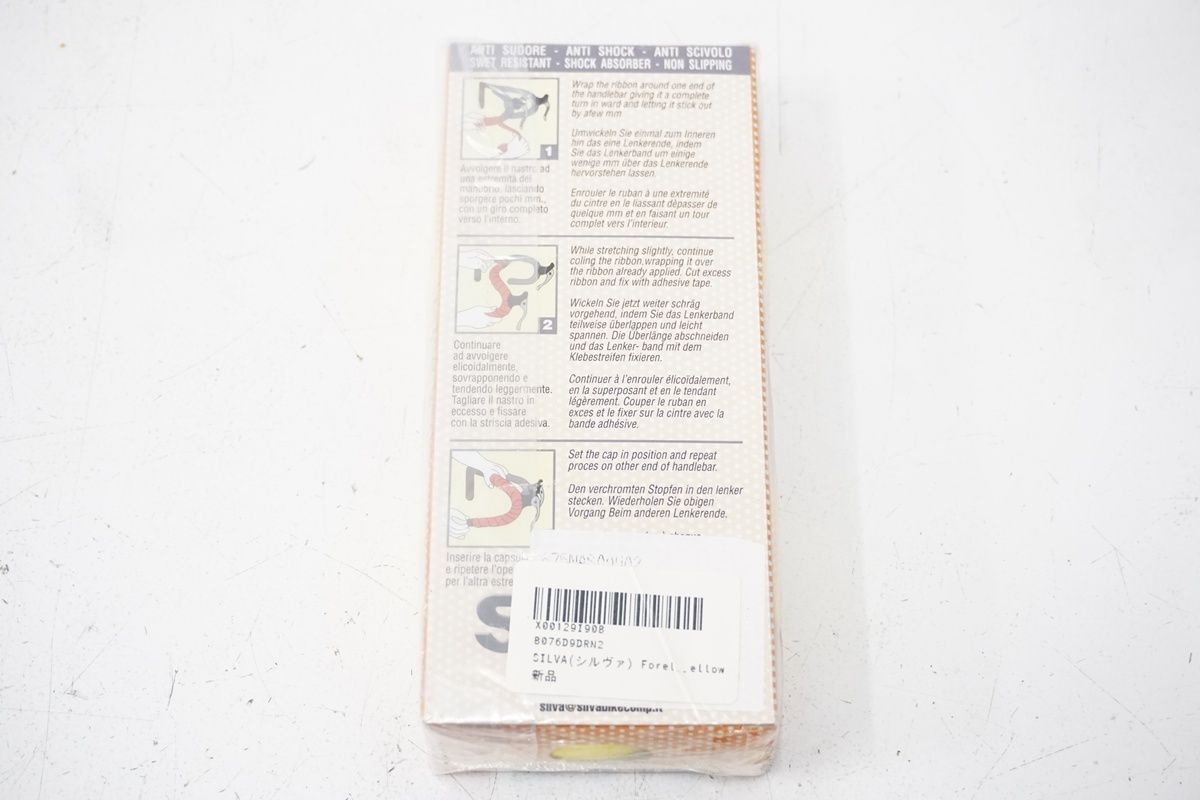 ANTI SUDORE - ANTI SHOCK - ANTI SCIVOLO
SWET RESISTANT - SHOCK ABSORBER - NON SLIPPING
1
Avvolgere il nastro ad
una estremità del
manubrio, lasciando
sporgere pochi mm.,
con un giro completo
verso l'interno.
Wrap the ribbon around one end of
the handlebar giving it a complete
turn in ward and letting it stick out
by afew mm
Umwickeln Sie einmal zum Inneren
hin das eine Lenkerende, indem
Sie das Lenkerband um einige
wenige mm über das Lenkerende
hervorstehen lassen.
Enrouler le ruban à une extremité
du cintre en le liassant dèpasser de
quelque mm et en faisant un tour
complet vers l'interieur.
2
Continuare
ad avvolgere
elicoidalmente,
sovrapponendo e
tendendo leggermente.
Tagliare il nastro in
eccesso e fissare
con la striscia adesiva.
While stretching slightly, continue
coling the ribbon,wrapping it over
the ribbon already applied. Cut excess
ribbon and fix with adhesive tape.
Wickeln Sie jetzt weiter schräg
vorgehend, indem Sie das Lenkerband
teilweise überlappen und leicht
spannen. Die Uberlänge abschneiden
und das Lenker- band mit dem
Klebestreifen fixieren.
Continuer à l'enrouler élicoïdalement,
en la superposant et en le tendant
légèrement. Couper le ruban en
exces et le fixer sur la cintre avec la
bande adhésive.
Inserire la
e ripetere
per l'altra
Set the cap in position and repeat
proces on other end of handlebar.
Den verchromten Stopfen in den lenker
stecken. Wiederholen Sie obigen
Vorgang Beim anderen Lenkerende.
X00129I90B
B076D9DRN2
SILVA(シルヴァ)
新品
silva@silvabikecomp.it